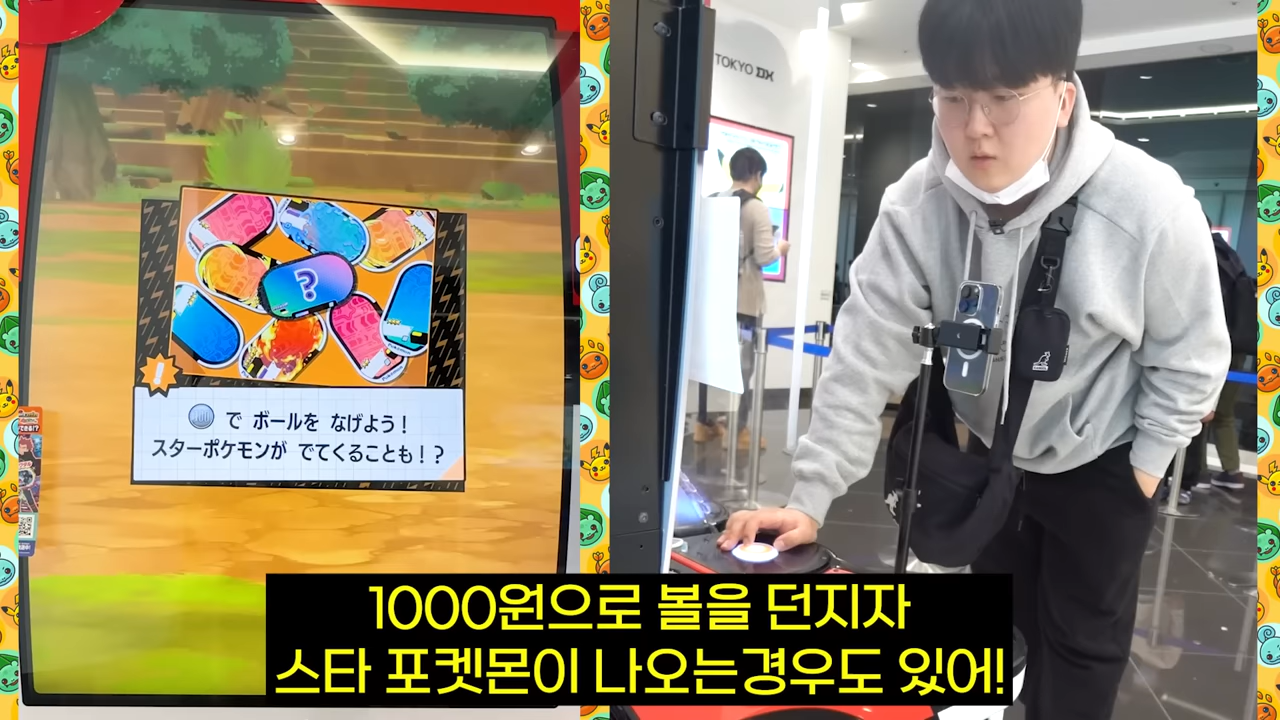 ?
!
で ボールを なげよう！
スターポケモンが でてくることも！？
TOKYO DX
1000원으로 볼을 던지자
스타 포켓몬이 나오는경우도 있어!